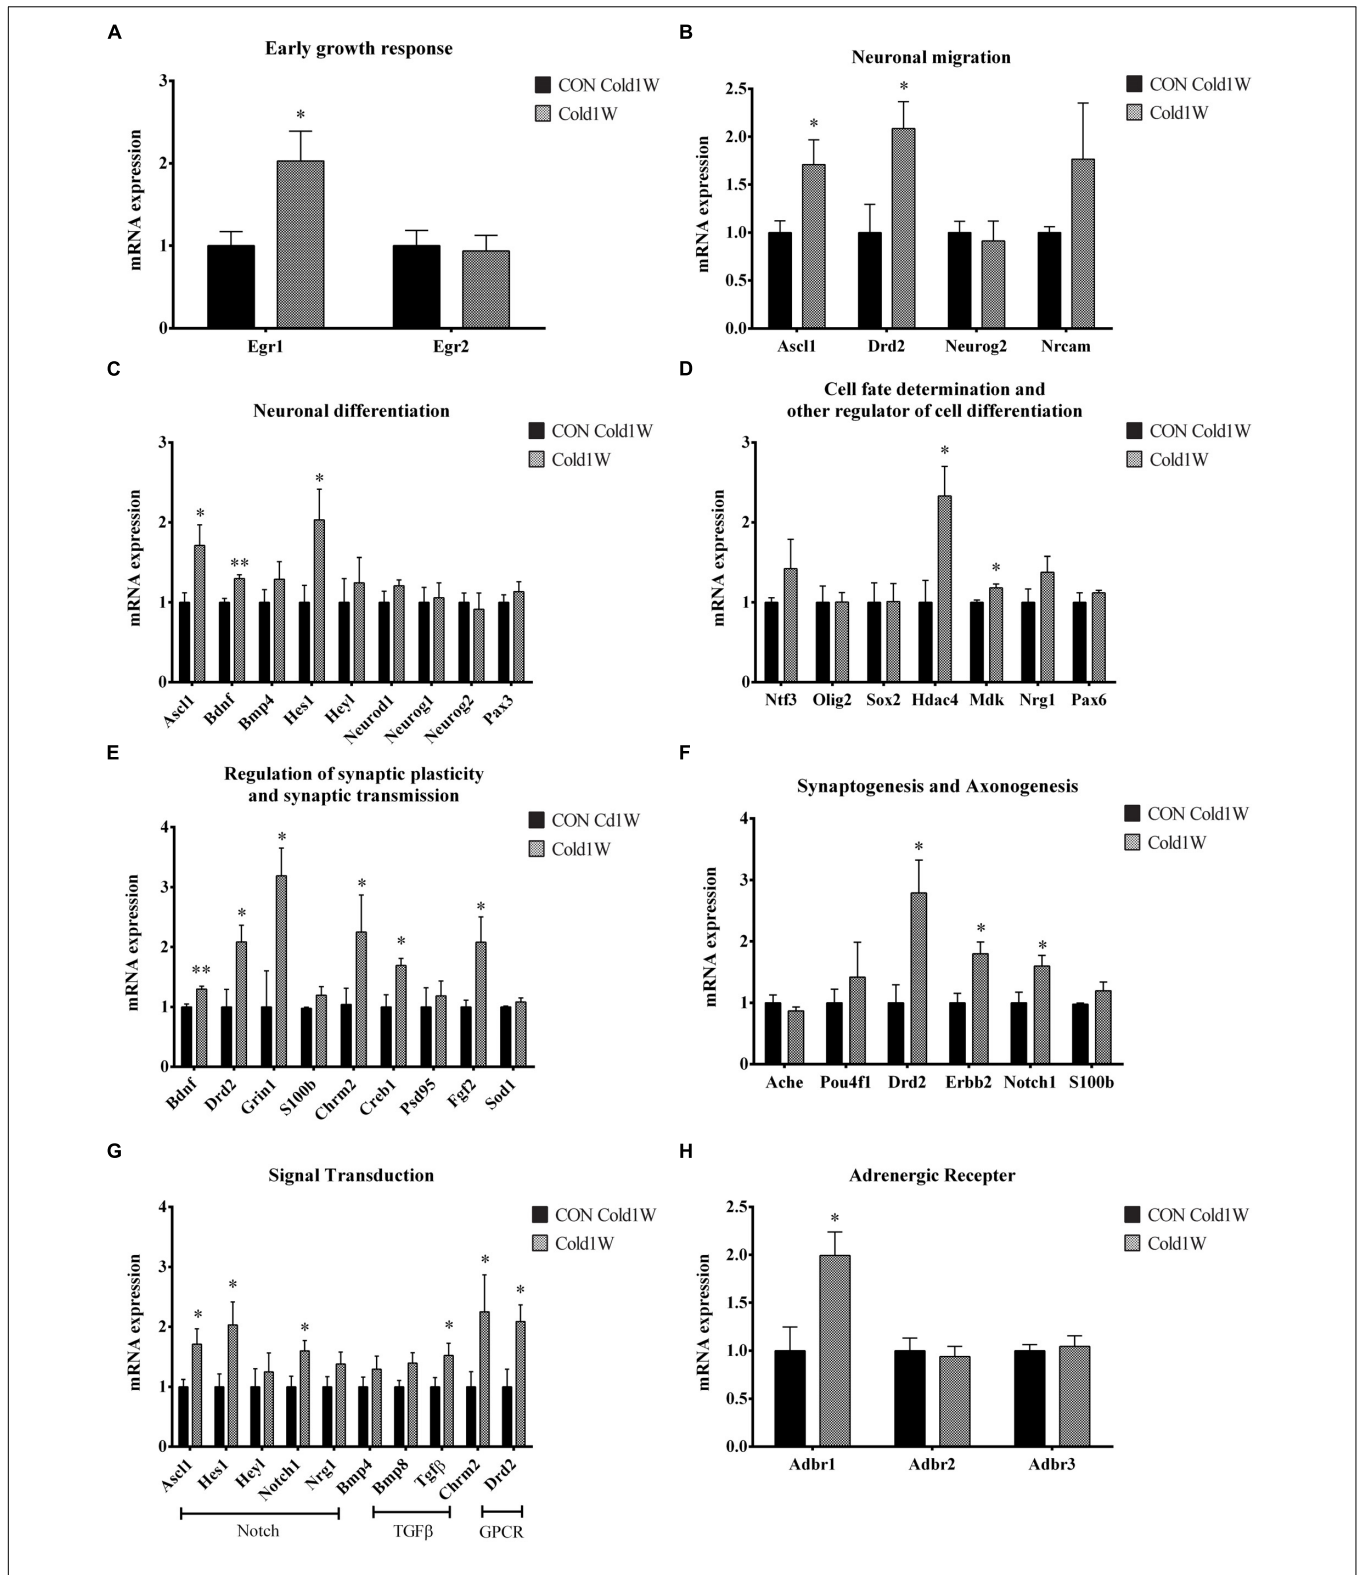 A
Early growth response
mRNA expression
3
2
1
0
*
Egr1
Egr2
CON Cold1W
Cold1W
B
Neuronal migration
mRNA expression
2.5
2.0
1.5
1.0
0.5
0.0
*
*
Ascl1
Drd2
Neurog2
Nrcam
CON Cold1W
Cold1W
C
Neuronal differentiation
mRNA expression
3
2
1
0
*
**
*
Ascl1
Bdnf
Bmp4
Hes1
Heyl
Neurod1
Neurog1
Neurog2
Pax3
CON Cold1W
Cold1W
D
Cell fate determination and
other regulator of cell differentiation
mRNA expression
3
2
1
0
*
*
Ntf3
Olig2
Sox2
Hdac4
Mdk
Nrg1
Pax6
CON Cold1W
Cold1W
E
Regulation of synaptic plasticity
and synaptic transmission
mRNA expression
4
3
2
1
0
**
*
*
*
*
*
Bdnf
Drd2
Grin1
S100b
Chrm2
Creb1
Psd95
Fgf2
Sod1
CON Cd1W
Cold1W
F
Synaptogenesis and Axonogenesis
mRNA expression
4
3
2
1
0
*
*
*
Ache
Pou4f1
Drd2
Erbb2
Notch1
S100b
CON Cold1W
Cold1W
G
Signal Transduction
mRNA expression
4
3
2
1
0
*
*
*
*
*
*
Ascl1
Hes1
Heyl
Notch1
Nrg1
Bmp4
Bmp8
Tgfβ
Chrm2
Drd2
Notch
TGFβ
GPCR
CON Cold1W
Cold1W
H
Adrenergic Recepter
mRNA expression
2.5
2.0
1.5
1.0
0.5
0.0
*
Adbr1
Adbr2
Adbr3
CON Cold1W
Cold1W